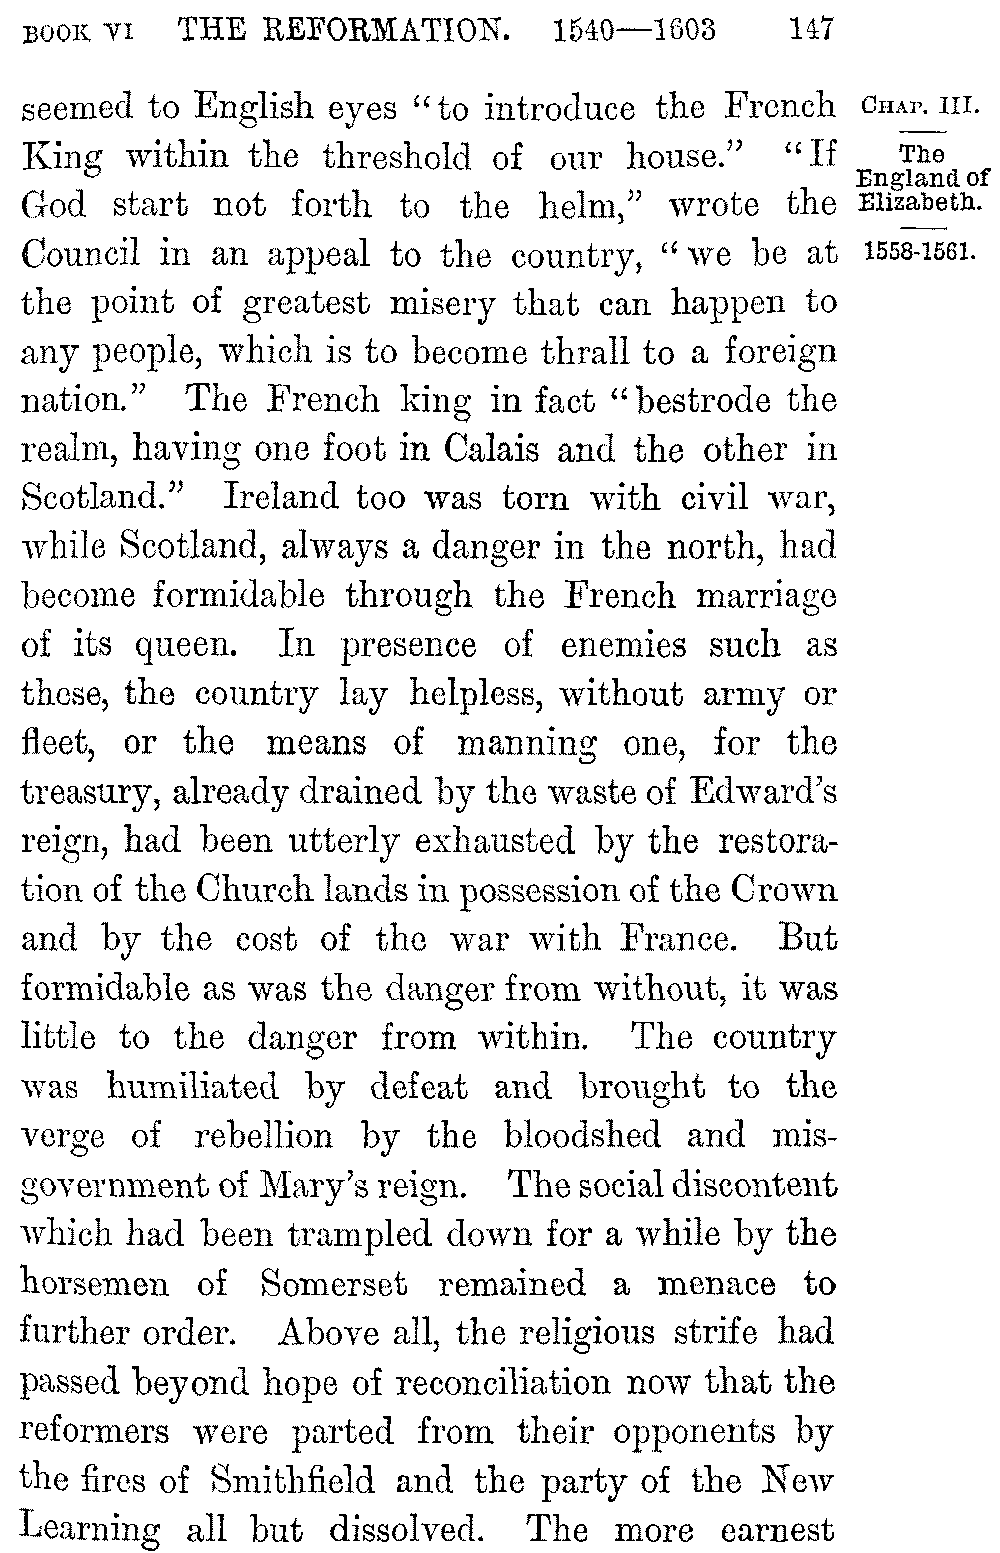 BOOK VI THE REFORMATION. 1540—1603 147
seemed to English eyes “to introduce the French
King within the threshold of our house.” “If
God start not forth to the helm,” wrote the
Council in an appeal to the country, “we be at
the point of greatest misery that can happen to
any people, which is to become thrall to a foreign
nation.” The French king in fact “bestrode the
realm, having one foot in Calais and the other in
Scotland.” Ireland too was torn with civil war,
while Scotland, always a danger in the north, had
become formidable through the French marriage
of its queen. In presence of enemies such as
these, the country lay helpless, without army or
fleet, or the means of manning one, for the
treasury, already drained by the waste of Edward’s
reign, had been utterly exhausted by the restora-
tion of the Church lands in possession of the Crown
and by the cost of the war with France. But
formidable as was the danger from without, it was
little to the danger from within. The country
was humiliated by defeat and brought to the
verge of rebellion by the bloodshed and mis-
government of Mary’s reign. The social discontent
which had been trampled down for a while by the
horsemen of Somerset remained a menace to
further order. Above all, the religious strife had
passed beyond hope of reconciliation now that the
reformers were parted from their opponents by
the fires of Smithfield and the party of the New
Learning all but dissolved. The more earnest
CHAP. III.
The
England of
Elizabeth.
1558-1561.